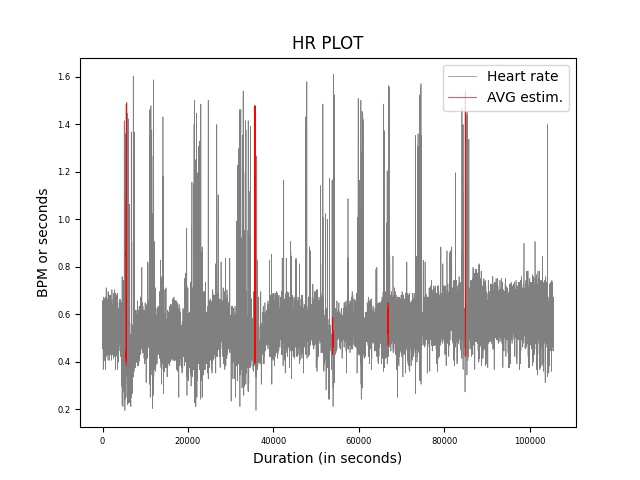 HR PLOT
Heart rate
AVG estim.
BPM or seconds
1.6
1.4
1.2
1.0
0.8
0.6
0.4
0.2
0 20000 40000 60000 80000 100000
Duration (in seconds)